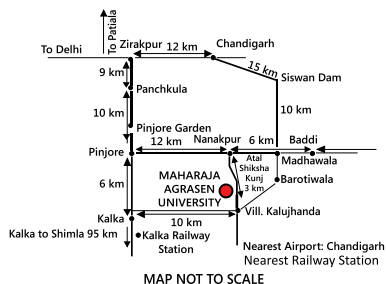 To Patiala
To Delhi
Zirakpur
12 km
Chandigarh
15 km
Siswan Dam
9 km
Panchkula
10 km
10 km
Pinjore Garden
12 km
Nanakpur
6 km
Baddi
Pinjore
Atal
Shiksha
Kunj
3 km
Madhawala
MAHARAJA
AGRASEN
UNIVERSITY
Barotiwala
6 km
Kalka
10 km
Vill. Kalujhanda
Kalka to Shimla 95 km
Kalka Railway
Station
Nearest Airport: Chandigarh
Nearest Railway Station
MAP NOT TO SCALE